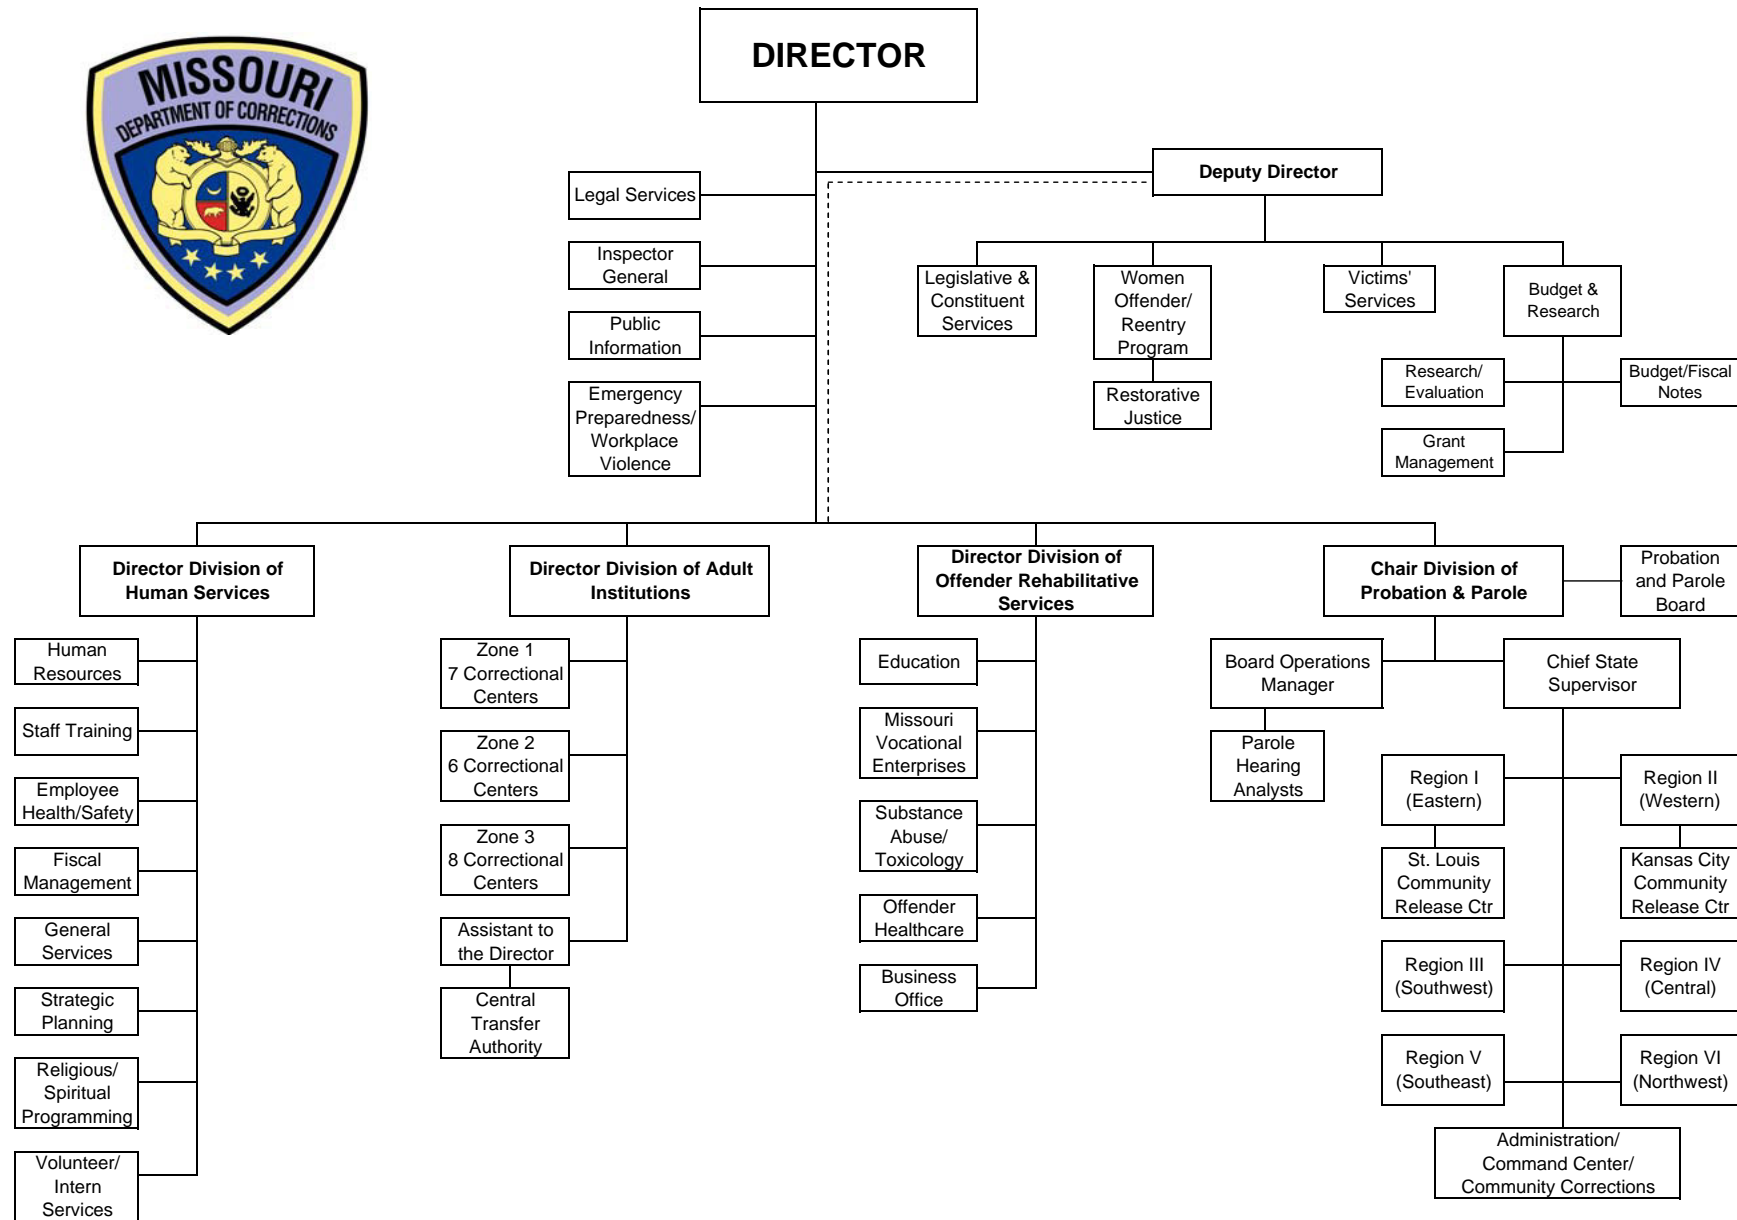 MISSOURI
DEPARTMENT OF CORRECTIONS
DIRECTOR
Deputy Director
Legal Services
Inspector
General
Public
Information
Emergency
Preparedness/
Workplace
Violence
Legislative &
Constituent
Services
Women
Offender/
Reentry
Program
Restorative
Justice
Victims'
Services
Budget &
Research
Research/
Evaluation
Budget/Fiscal
Notes
Grant
Management
Director Division of
Human Services
Human
Resources
Staff Training
Employee
Health/Safety
Fiscal
Management
General
Services
Strategic
Planning
Religious/
Spiritual
Programming
Volunteer/
Intern
Services
Director Division of Adult
Institutions
Zone 1
7 Correctional
Centers
Zone 2
6 Correctional
Centers
Zone 3
8 Correctional
Centers
Assistant to
the Director
Central
Transfer
Authority
Director Division of
Offender Rehabilitative
Services
Education
Missouri
Vocational
Enterprises
Substance
Abuse/
Toxicology
Offender
Healthcare
Business
Office
Chair Division of
Probation & Parole
Probation
and Parole
Board
Board Operations
Manager
Parole
Hearing
Analysts
Chief State
Supervisor
Region I
(Eastern)
Region II
(Western)
St. Louis
Community
Release Ctr
Kansas City
Community
Release Ctr
Region III
(Southwest)
Region IV
(Central)
Region V
(Southeast)
Region VI
(Northwest)
Administration/
Command Center/
Community Corrections